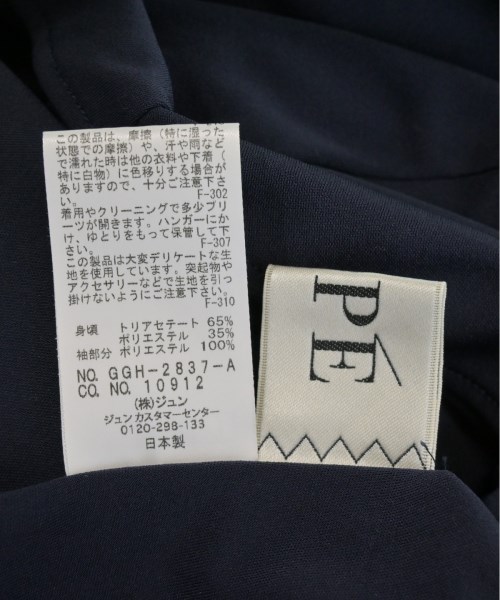 この製品は、摩擦（特に湿った
状態での摩擦）や、汗や雨など
で濡れた時は他の衣料や下着（
特に白物）に色移りする場合が
ありますので、十分ご注意下さ
い。
F-302
着用やクリーニングで多少プリ
ーツが開きます。ハンガーにか
け、ゆとりをもって保管して下
さい。
F-307
この製品は大変デリケートな生
地を使用しています。突起物や
アクセサリーなどで生地を引っ
掛けないようにご注意下さい。
F-310
身頃 トリアセテート 65%
ポリエステル 35%
袖部分 ポリエステル 100%
NO. GGH-2837-A
CO. NO. 10912
(株)ジュン
ジュンカスタマーセンター
0120-298-133
日本製
PÉ